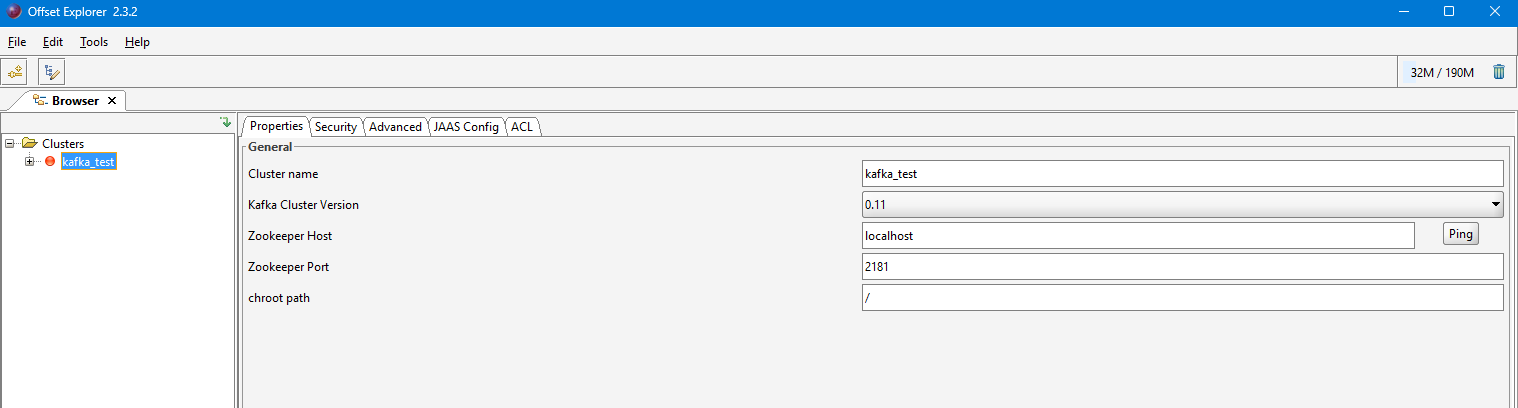 Offset Explorer 2.3.2
File Edit Tools Help
32M / 190M
Browser
Properties Security Advanced JAAS Config ACL
Clusters
kafka_test
General
Cluster name kafka_test
Kafka Cluster Version 0.11
Zookeeper Host localhost Ping
Zookeeper Port 2181
chroot path /